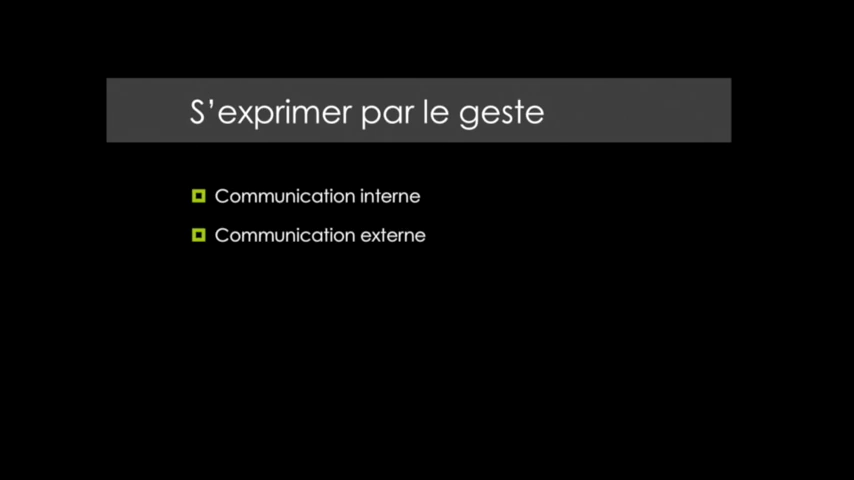 S’exprimer par le geste
Communication interne
Communication externe